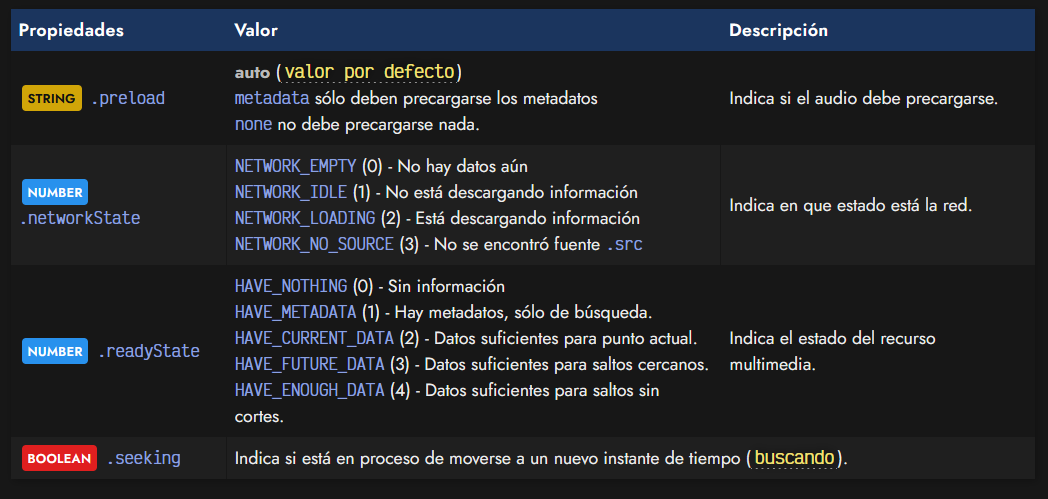 Propiedades Valor Descripción
auto (valor por defecto)
STRING .preload metadata sólo deben precargarse los metadatos Indica si el audio debe precargarse.
none no debe precargarse nada.
NETWORK_EMPTY (0) - No hay datos aún
NUMBER NETWORK_IDLE (1) - No está descargando información
.networkState NETWORK_LOADING (2) - Está descargando información Indica en que estado está la red.
NETWORK_NO_SOURCE (3) - No se encontró fuente .src
HAVE_NOTHING (0) - Sin información
HAVE_METADATA (1) - Hay metadatos, sólo de búsqueda.
HAVE_CURRENT_DATA (2) - Datos suficientes para punto actual. Indica el estado del recurso
NUMBER .readyState HAVE_FUTURE_DATA (3) - Datos suficientes para saltos cercanos. multimedia.
HAVE_ENOUGH_DATA (4) - Datos suficientes para saltos sin
cortes.
BOOLEAN .seeking Indica si está en proceso de moverse a un nuevo instante de tiempo (buscando).